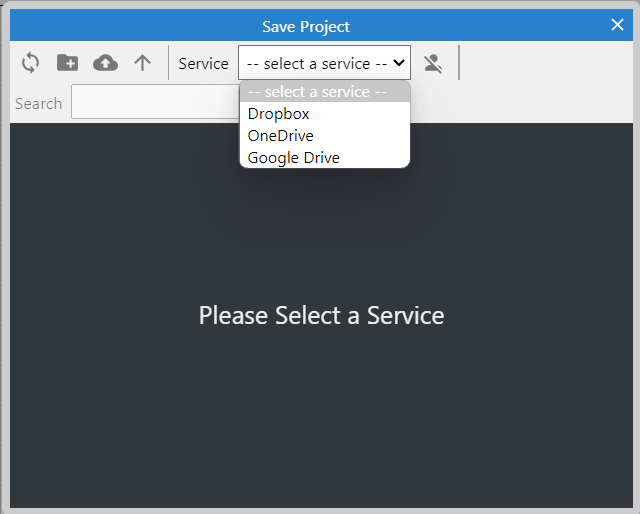 Save Project
Service -- select a service --
-- select a service --
Search
Dropbox
OneDrive
Google Drive
Please Select a Service